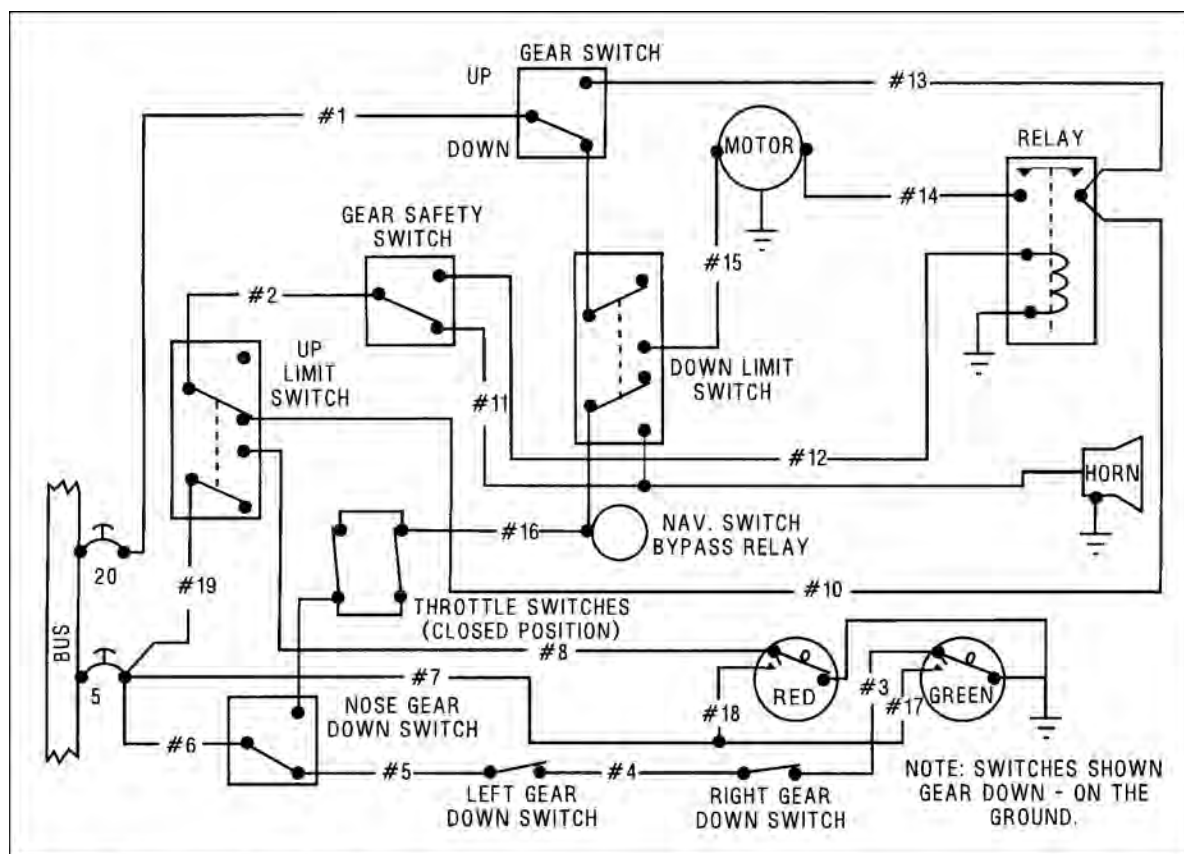 GEAR SWITCH
UP
#13
#1
DOWN
MOTOR
RELAY
#14
GEAR SAFETY
SWITCH
#15
#2
UP
LIMIT
SWITCH
DOWN LIMIT
SWITCH
#11
#12
HORN
NAV. SWITCH
BYPASS RELAY
#16
20
#19
#10
THROTTLE SWITCHES
(CLOSED POSITION)
BUS
#8
#7
5
RED
#3
GREEN
#17
#18
NOSE GEAR
DOWN SWITCH
#6
#5
#4
LEFT GEAR
DOWN SWITCH
RIGHT GEAR
DOWN SWITCH
NOTE: SWITCHES SHOWN
GEAR DOWN - ON THE
GROUND.